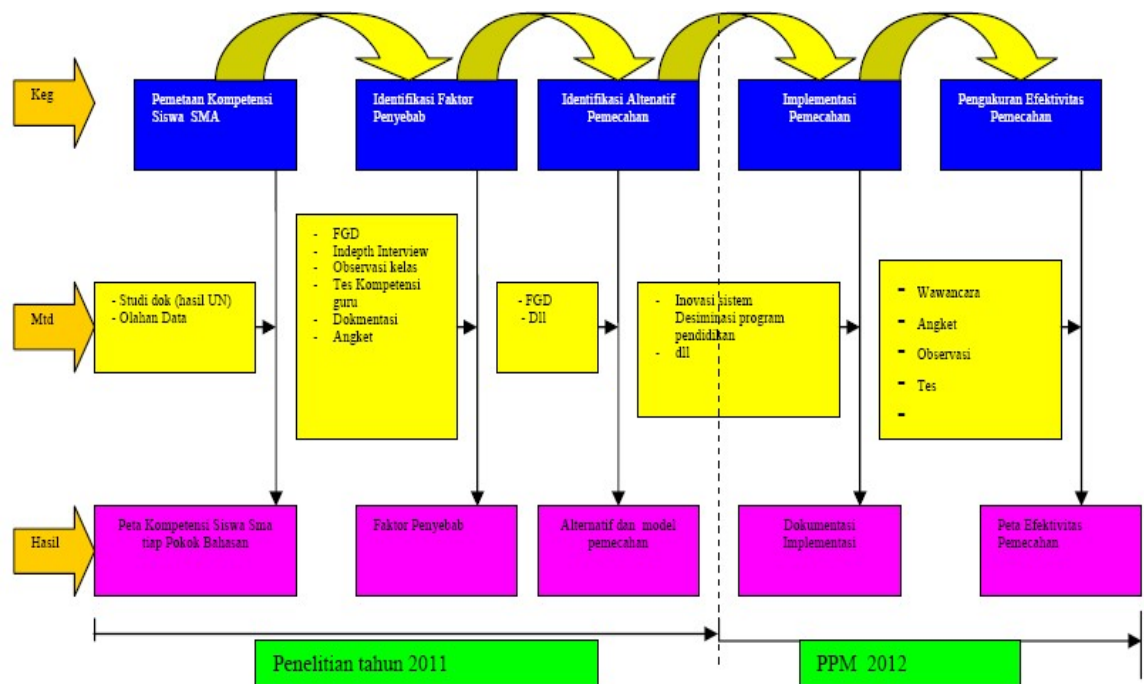 Keg
Pemetaan Kompetensi
Siswa SMA
Identifikasi Faktor
Penyebab
Identifikasi Altenatif
Pemecahan
Implementasi
Pemecahan
Pengukuran Efektivitas
Pemecahan
Mtd
- Studi dok (hasil UN)
- Olahan Data
- FGD
- Indepth Interview
- Observasi kelas
- Tes Kompetensi
guru
- Dokmentasi
- Angket
- FGD
- Dll
- Inovasi sistem
Desiminasi program
pendidikan
- dll
- Wawancara
- Angket
- Observasi
- Tes
-
Hasil
Peta Kompetensi Siswa Sma
tiap Pokok Bahasan
Faktor Penyebab
Alternatif dan model
pemecahan
Dokumentasi
Implementasi
Peta Efektivitas
Pemecahan
Penelitian tahun 2011
PPM 2012